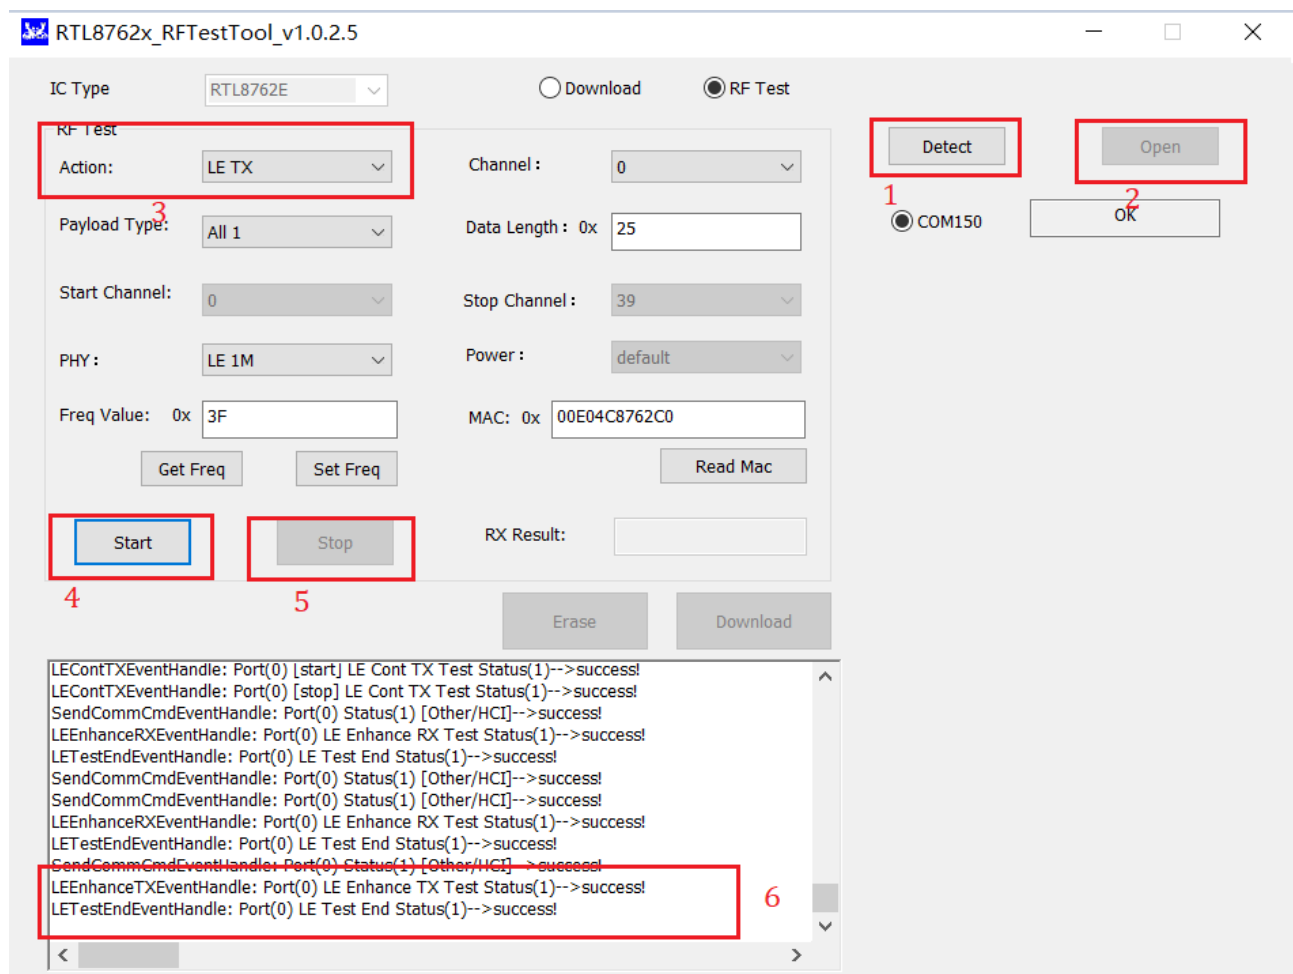 RTL8762x_RFTestTool_v1.0.2.5
IC Type RTL8762E Download RF Test
RF Test
Action: LE TX Channel: 0 Detect Open
3 1 2
Payload Type: All 1 Data Length: 0x 25 COM150 OK
Start Channel: 0 Stop Channel: 39
PHY: LE 1M Power: default
Freq Value: 0x 3F MAC: 0x 00E04C8762C0
Get Freq Set Freq Read Mac
Start Stop RX Result:
4 5
Erase Download
LEContTXEventHandle: Port(0) [start] LE Cont TX Test Status(1)-->success!
LEContTXEventHandle: Port(0) [stop] LE Cont TX Test Status(1)-->success!
SendCommCmdEventHandle: Port(0) Status(1) [Other/HCI]-->success!
LEEnhanceRXEventHandle: Port(0) LE Enhance RX Test Status(1)-->success!
LETestEndEventHandle: Port(0) LE Test End Status(1)-->success!
SendCommCmdEventHandle: Port(0) Status(1) [Other/HCI]-->success!
SendCommCmdEventHandle: Port(0) Status(1) [Other/HCI]-->success!
LEEnhanceRXEventHandle: Port(0) LE Enhance RX Test Status(1)-->success!
LETestEndEventHandle: Port(0) LE Test End Status(1)-->success!
SendCommCmdEventHandle: Port(0) Status(1) [Other/HCI]-->success!
LEEnhanceTXEventHandle: Port(0) LE Enhance TX Test Status(1)-->success!
6
LETestEndEventHandle: Port(0) LE Test End Status(1)-->success!